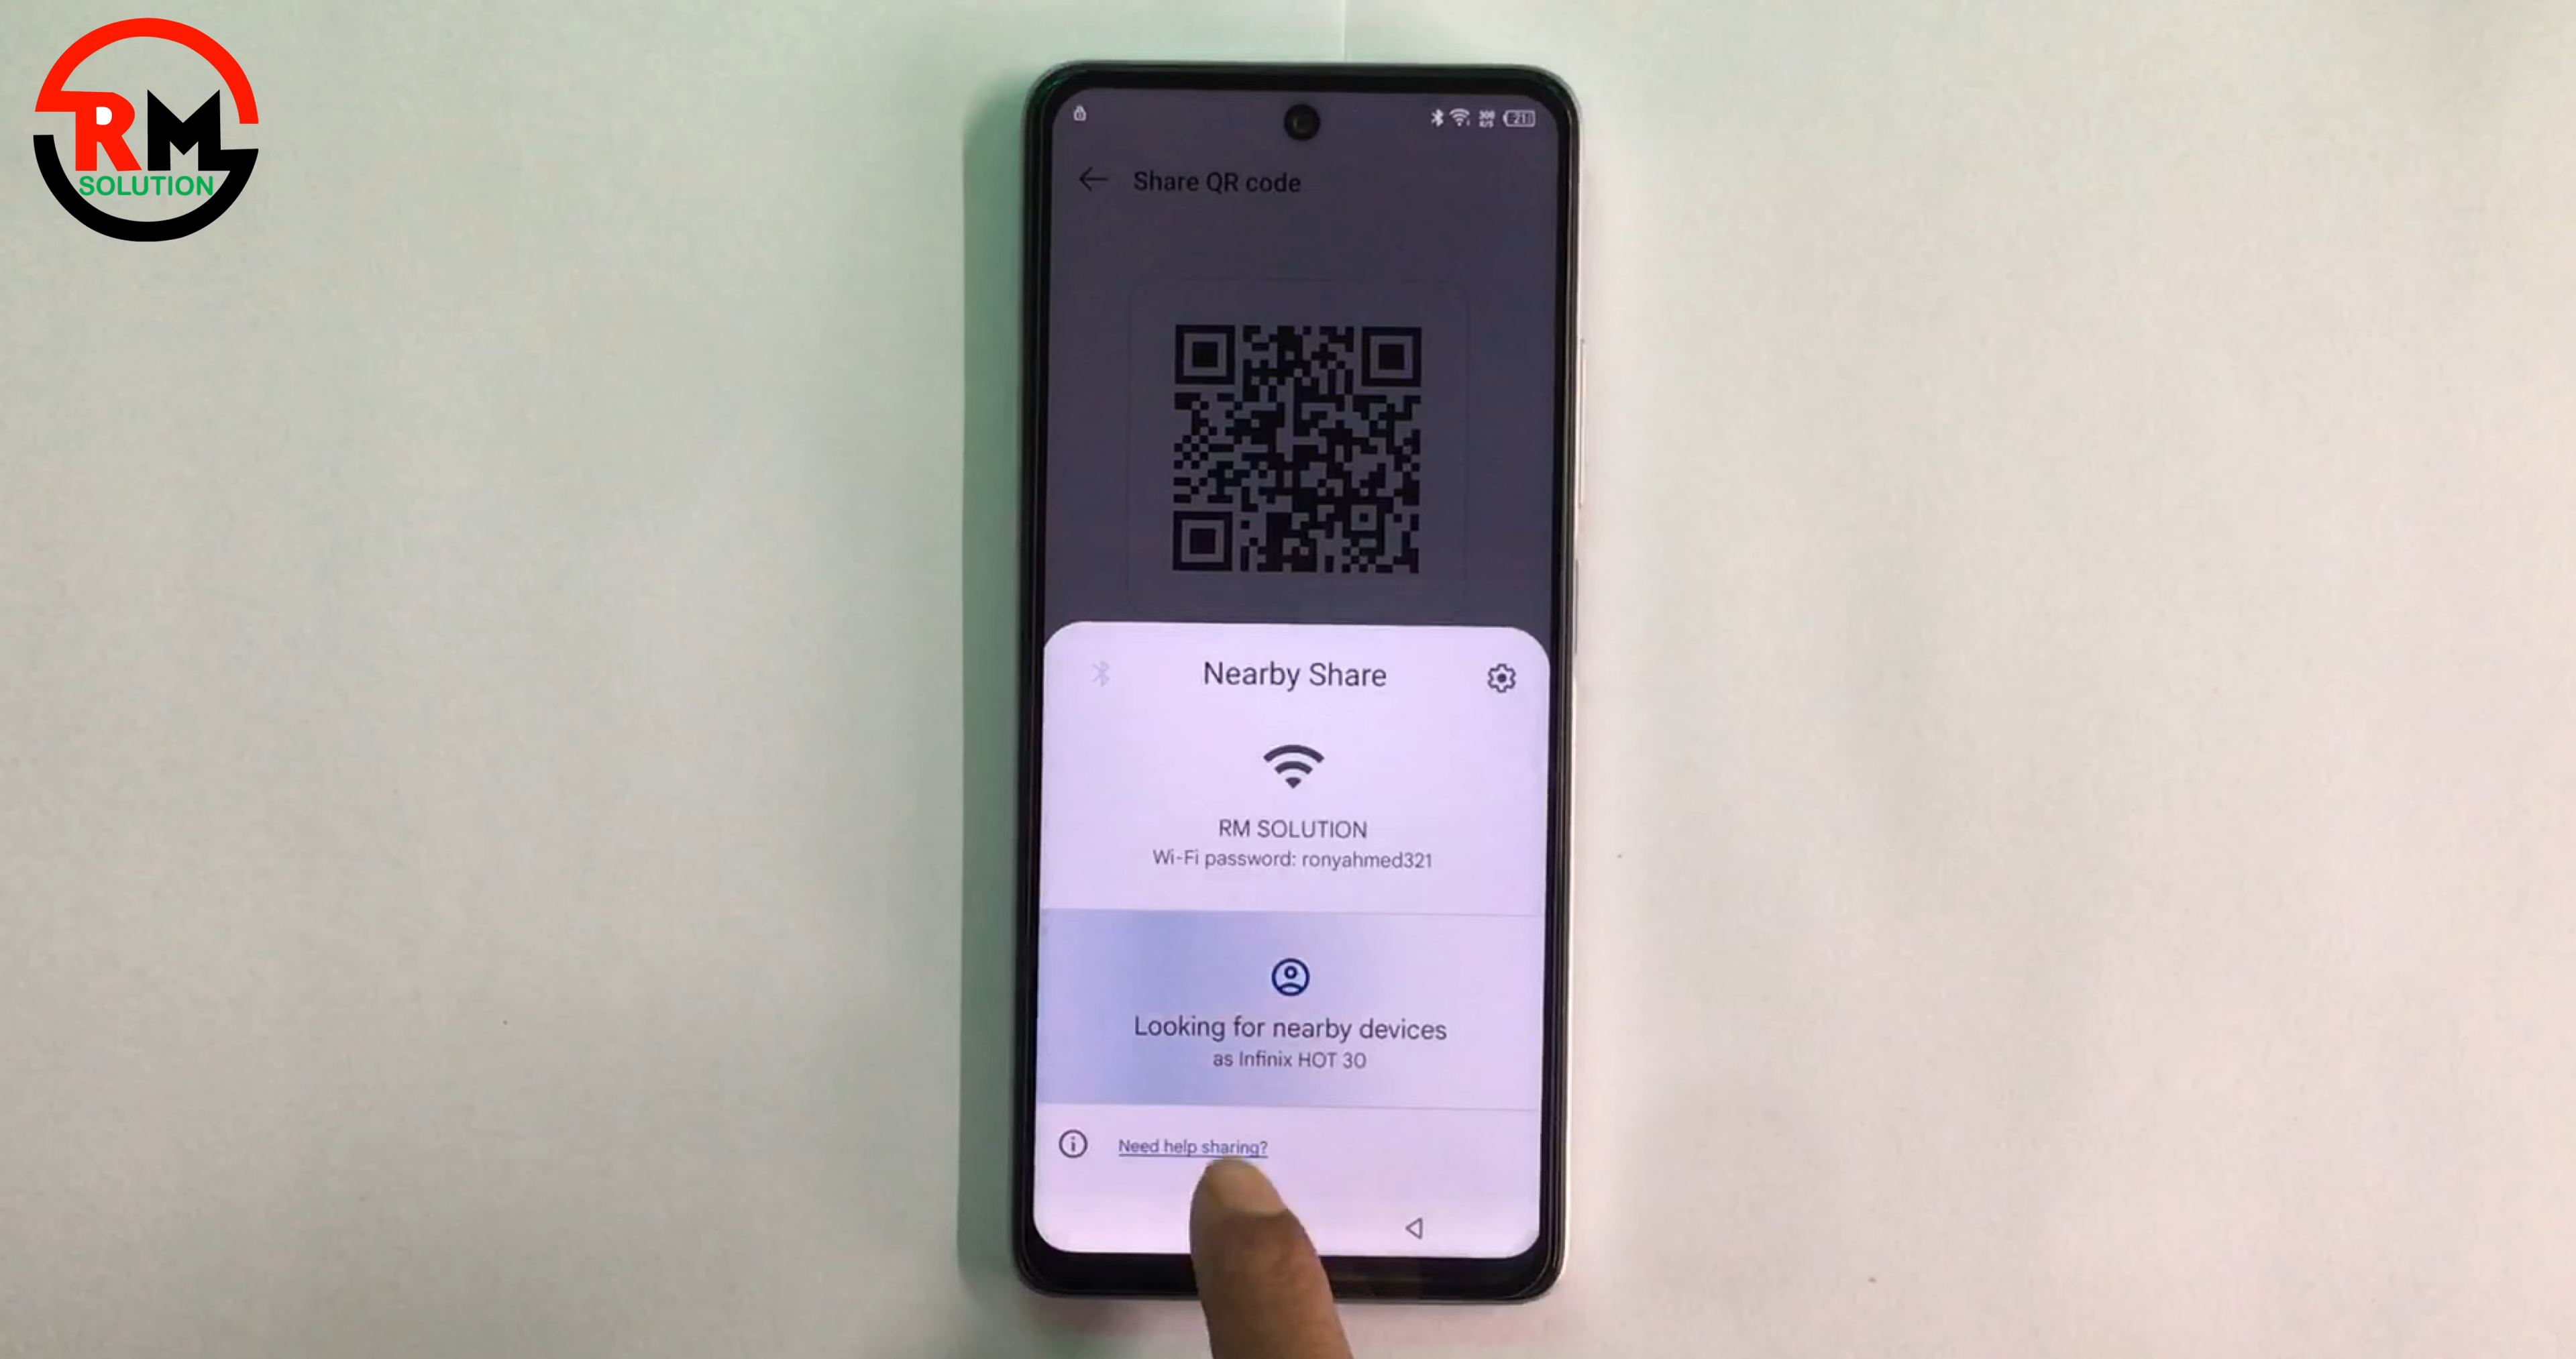 RM
SOLUTION
Share QR code
Nearby Share
RM SOLUTION
Wi-Fi password: ronyahmed321
Looking for nearby devices
as Infinix HOT 30
Need help sharing?